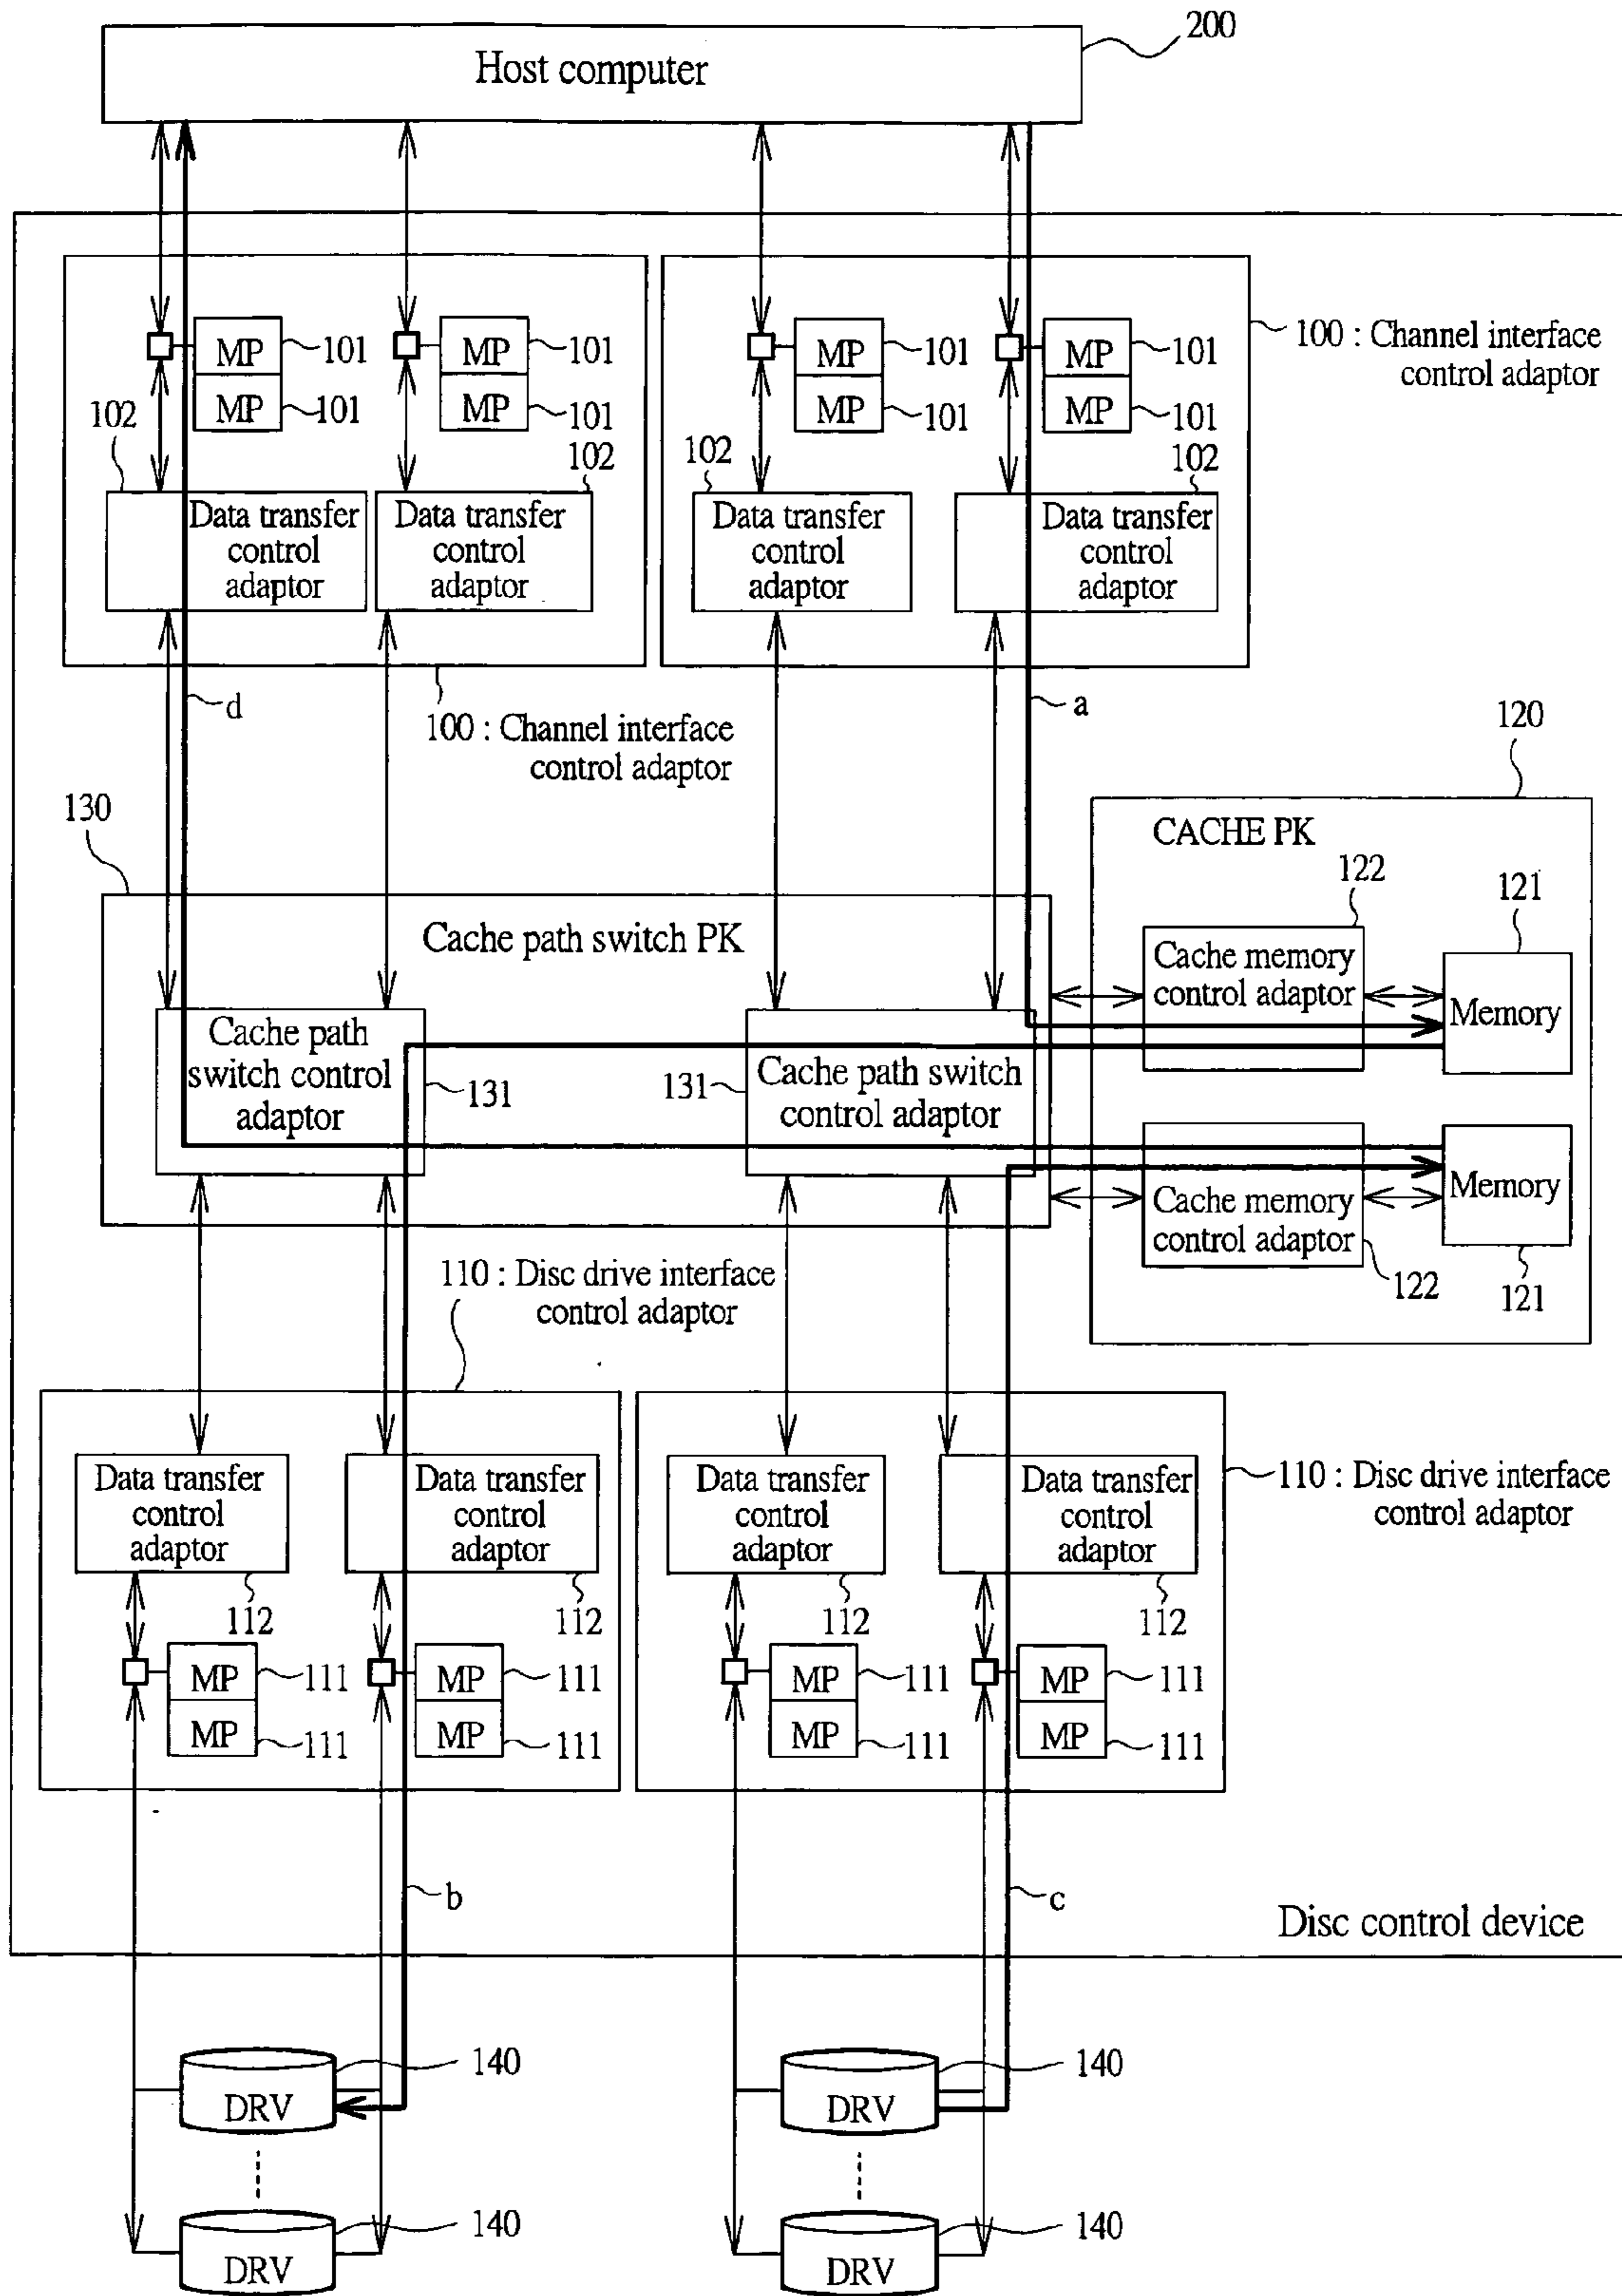 200
Host computer
MP 101
MP 101
MP 101
MP 101
MP 101
MP 101
MP 101
MP 101
100 : Channel interface
control adaptor
102
102
102
102
Data transfer
control
adaptor
Data transfer
control
adaptor
Data transfer
control
adaptor
Data transfer
control
adaptor
d
a
100 : Channel interface
control adaptor
120
130
CACHE PK
Cache path switch PK
122
121
Cache memory
control adaptor
Memory
Cache path
switch control
adaptor
131
131
Cache path switch
control adaptor
Cache memory
control adaptor
Memory
122
121
110 : Disc drive interface
control adaptor
Data transfer
control
adaptor
Data transfer
control
adaptor
Data transfer
control
adaptor
Data transfer
control
adaptor
110 : Disc drive interface
control adaptor
112
112
112
112
MP 111
MP 111
MP 111
MP 111
MP 111
MP 111
MP 111
MP 111
b
c
Disc control device
DRV 140
DRV 140
DRV 140
DRV 140